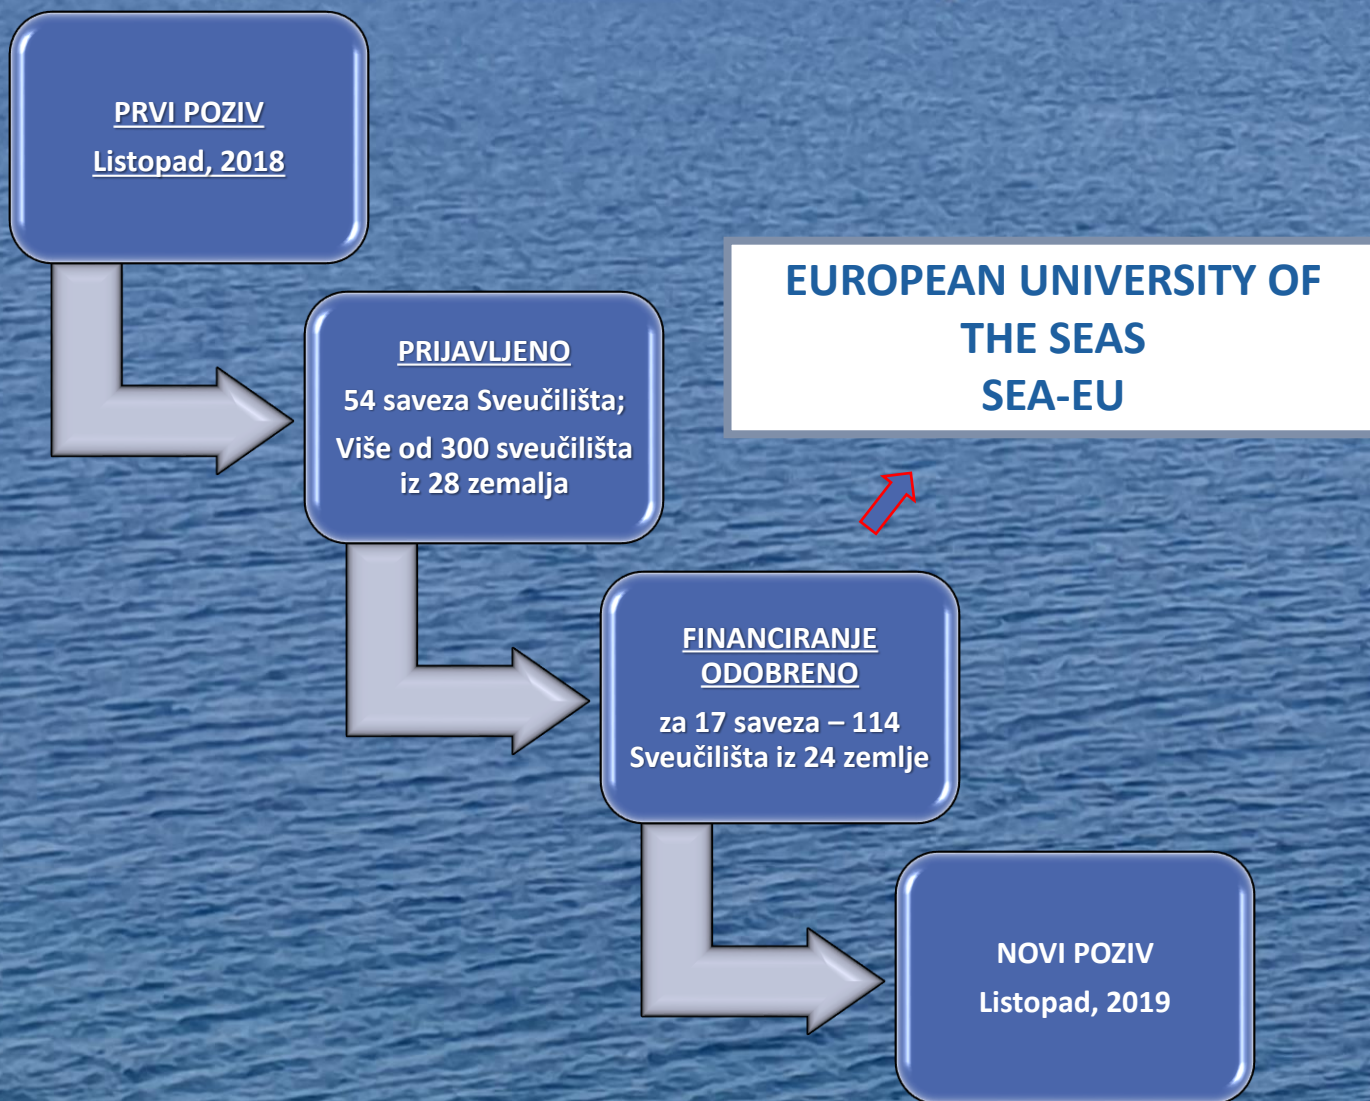 PRVI POZIV
Listopad, 2018
EUROPEAN UNIVERSITY OF
THE SEAS
SEA-EU
PRIJAVLJENO
54 saveza Sveučilišta;
Više od 300 sveučilišta
iz 28 zemalja
FINANCIRANJE
ODOBRENO
za 17 saveza – 114
Sveučilišta iz 24 zemlje
NOVI POZIV
Listopad, 2019